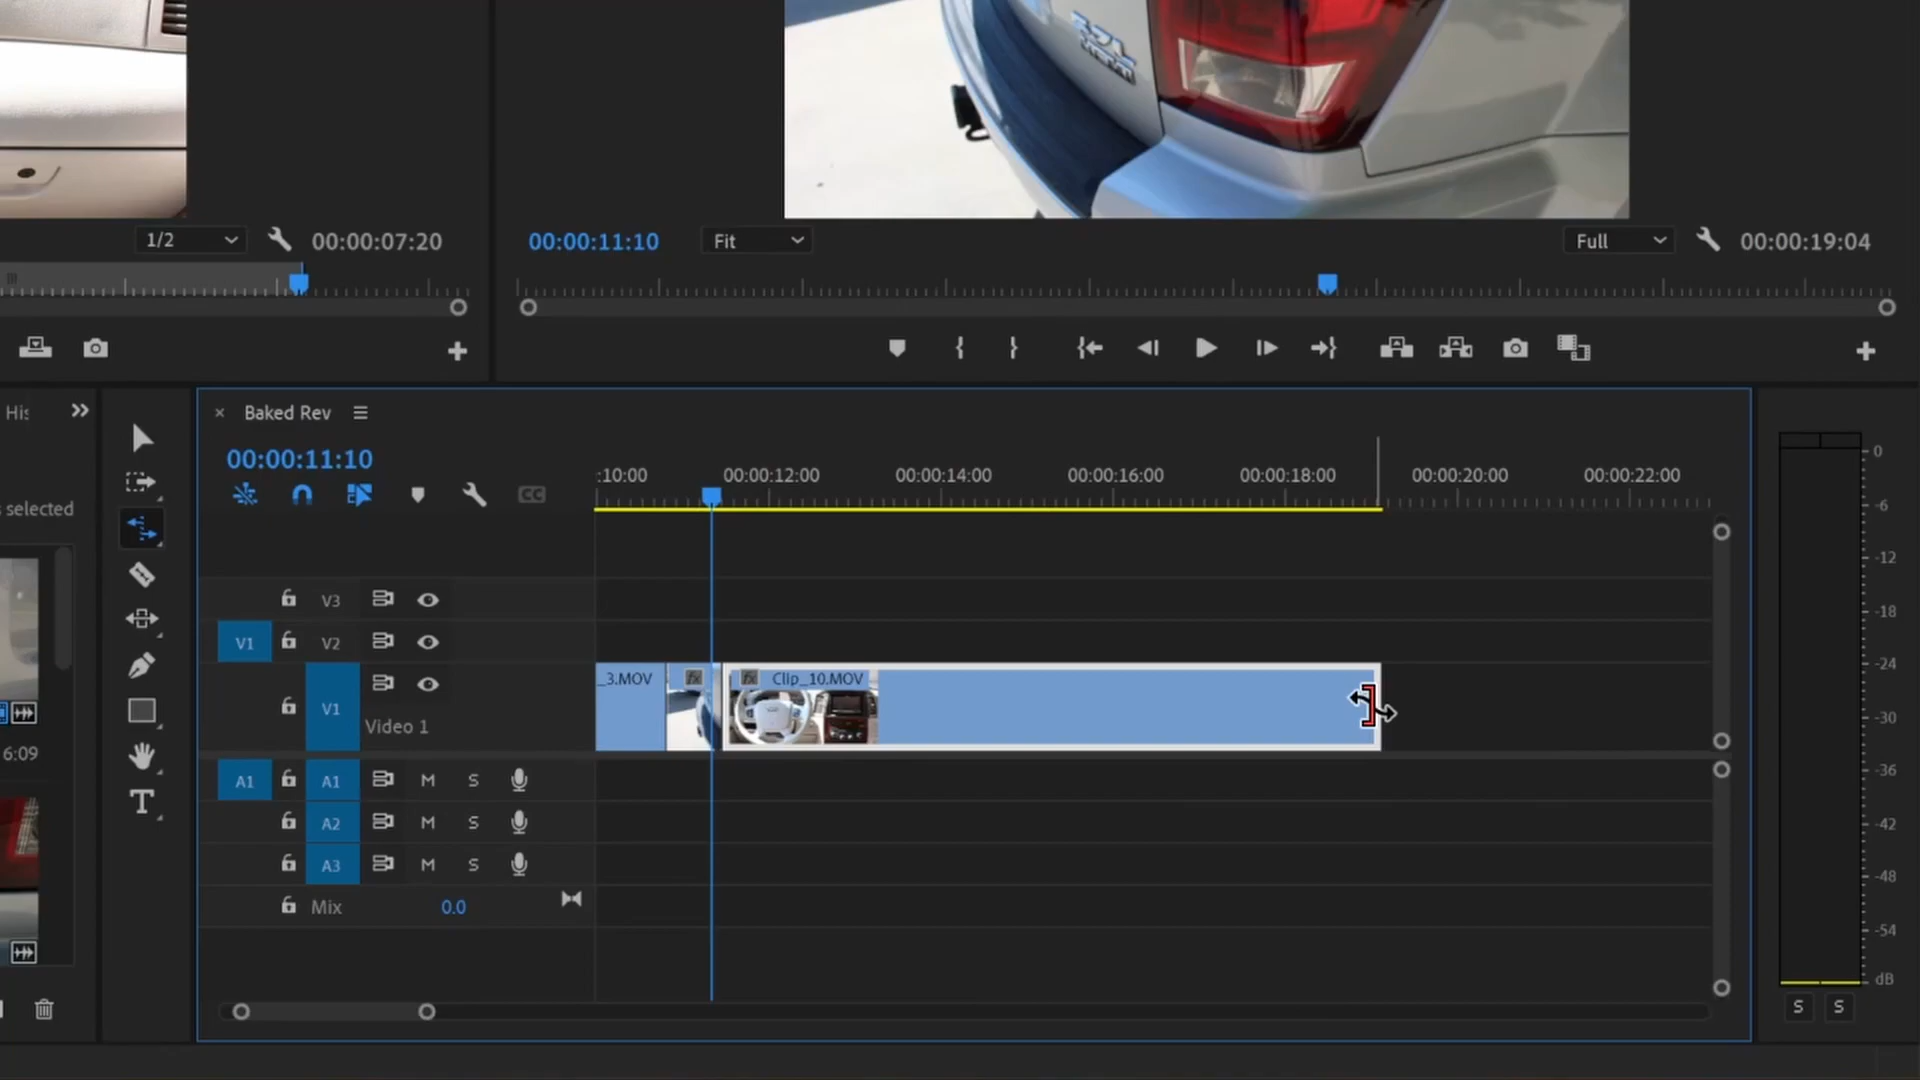 1/2
00:00:07:20
00:00:11:10
Fit
Full
00:00:19:04
His
Baked Rev
00:00:11:10
:10:00
00:00:12:00
00:00:14:00
00:00:16:00
00:00:18:00
00:00:20:00
00:00:22:00
CC
s selected
V3
V1
V2
V1
Video 1
_3.MOV
fx
fx
Clip_10.MOV
6:09
A1
A1
M
S
A2
M
S
A3
M
S
Mix
0.0
T
0
-6
-12
-18
-24
-30
-36
-42
-48
-54
dB
S
S